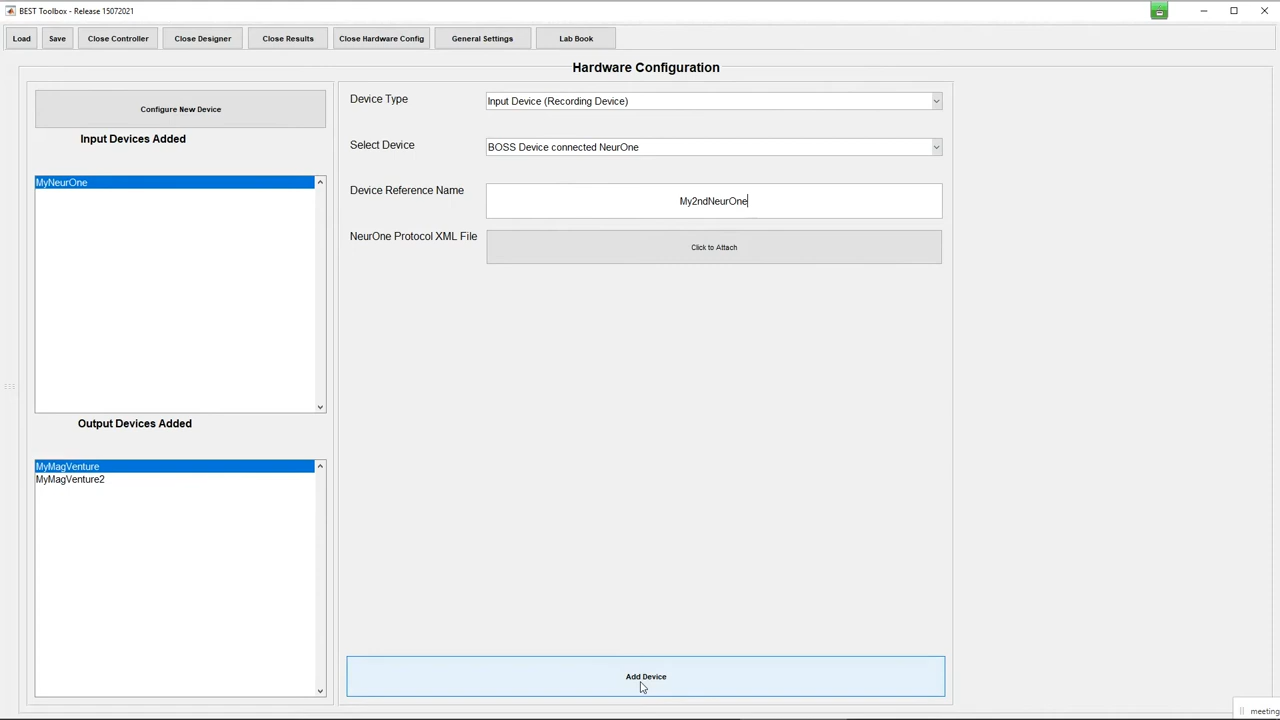 BEST Toolbox - Release 15072021
Load Save Close Controller Close Designer Close Results Close Hardware Config General Settings Lab Book
Hardware Configuration
Configure New Device
Input Devices Added
MyNeurOne
Output Devices Added
MyMagVenture
MyMagVenture2
Device Type
Input Device (Recording Device)
Select Device
BOSS Device connected NeurOne
Device Reference Name
My2ndNeurOne
NeurOne Protocol XML File
Click to Attach
Add Device
meeting